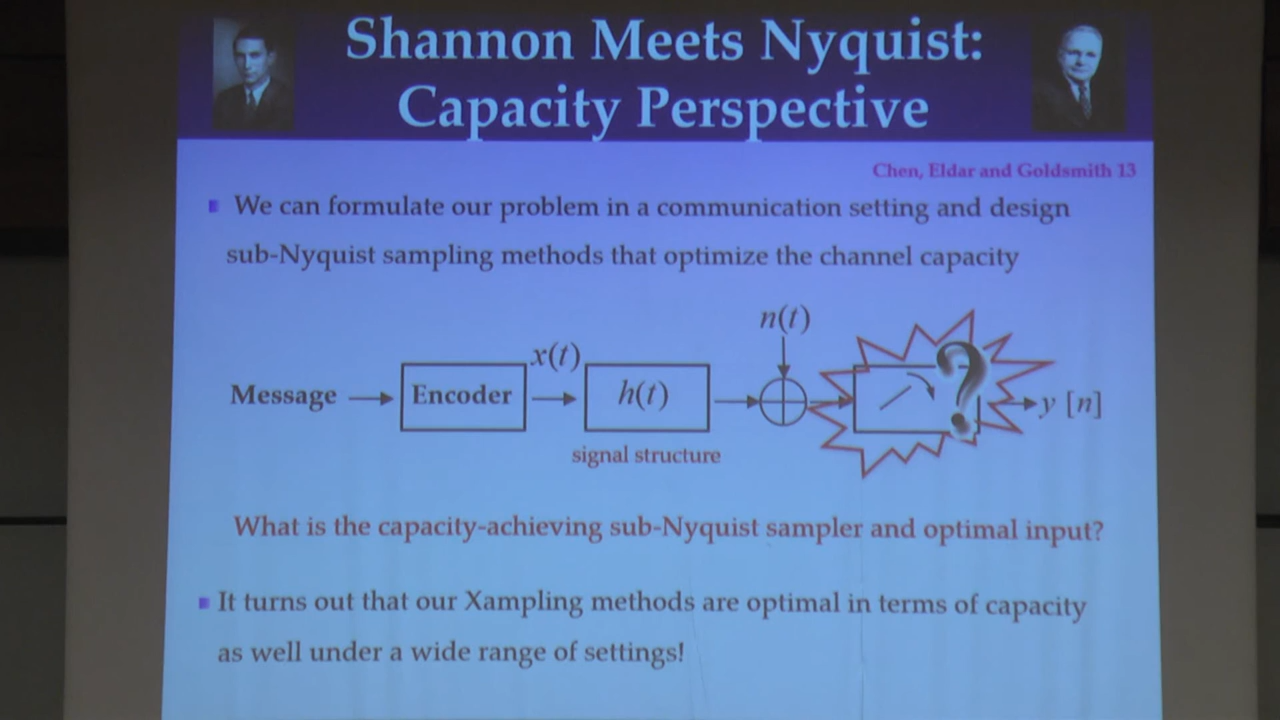 Shannon Meets Nyquist:
Capacity Perspective
Chen, Eldar and Goldsmith 13
We can formulate our problem in a communication setting and design
sub-Nyquist sampling methods that optimize the channel capacity
n(t)
x(t)
Message
Encoder
h(t)
?
y [n]
signal structure
What is the capacity-achieving sub-Nyquist sampler and optimal input?
It turns out that our Xampling methods are optimal in terms of capacity
as well under a wide range of settings!